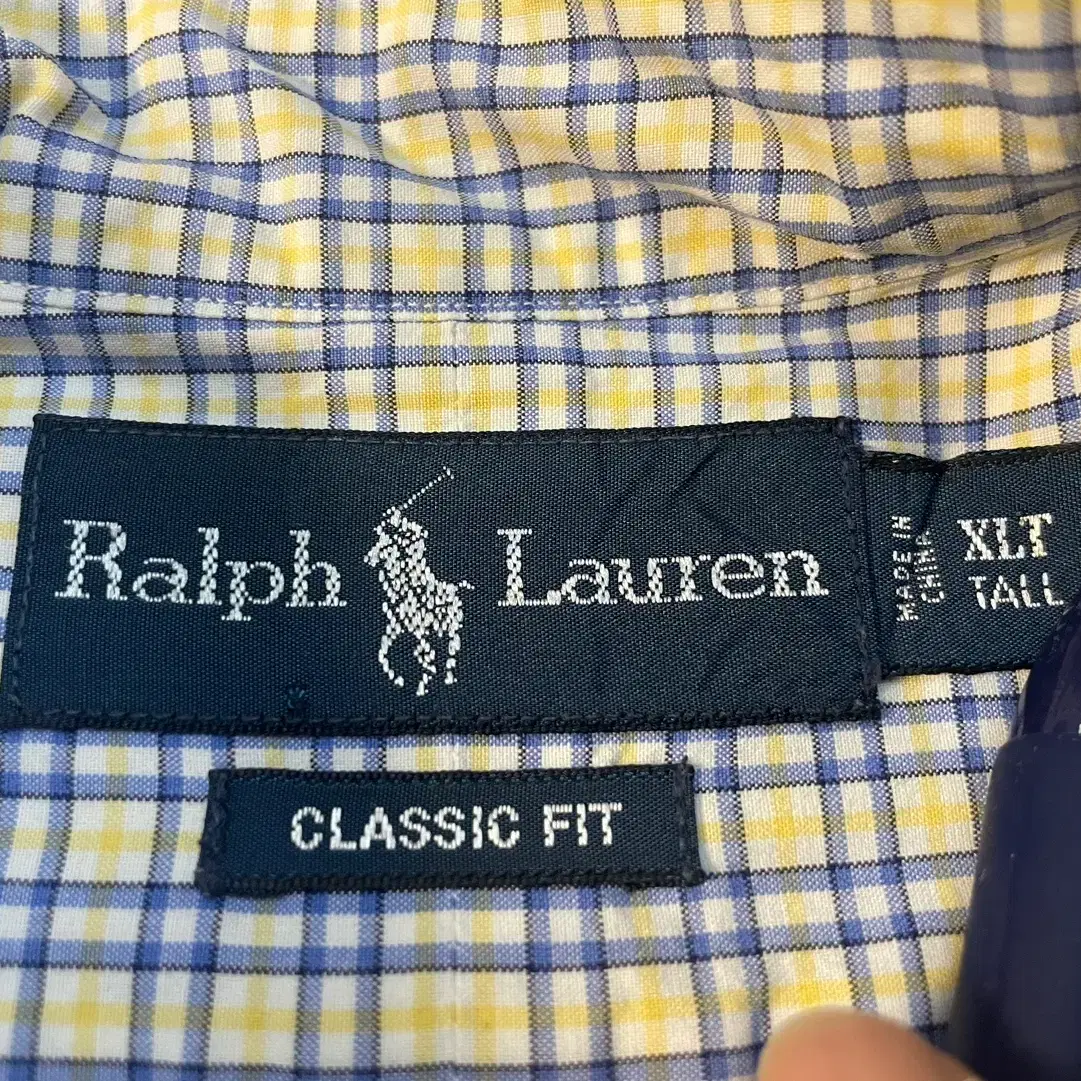 Ralph Lauren
MADE IN
CHINA
XLT
TALL
CLASSIC FIT